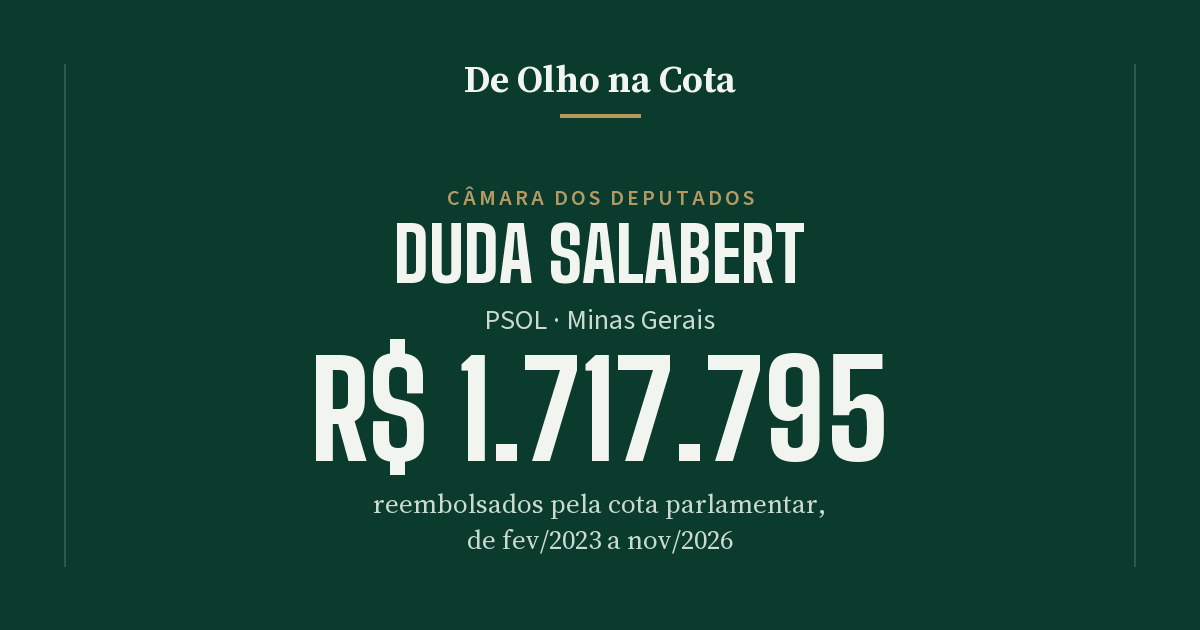 De Olho na Cota
CÂMARA DOS DEPUTADOS
DUDA SALABERT
PSOL · Minas Gerais
R$ 1.717.795
reembolsados pela cota parlamentar,
de fev/2023 a nov/2026